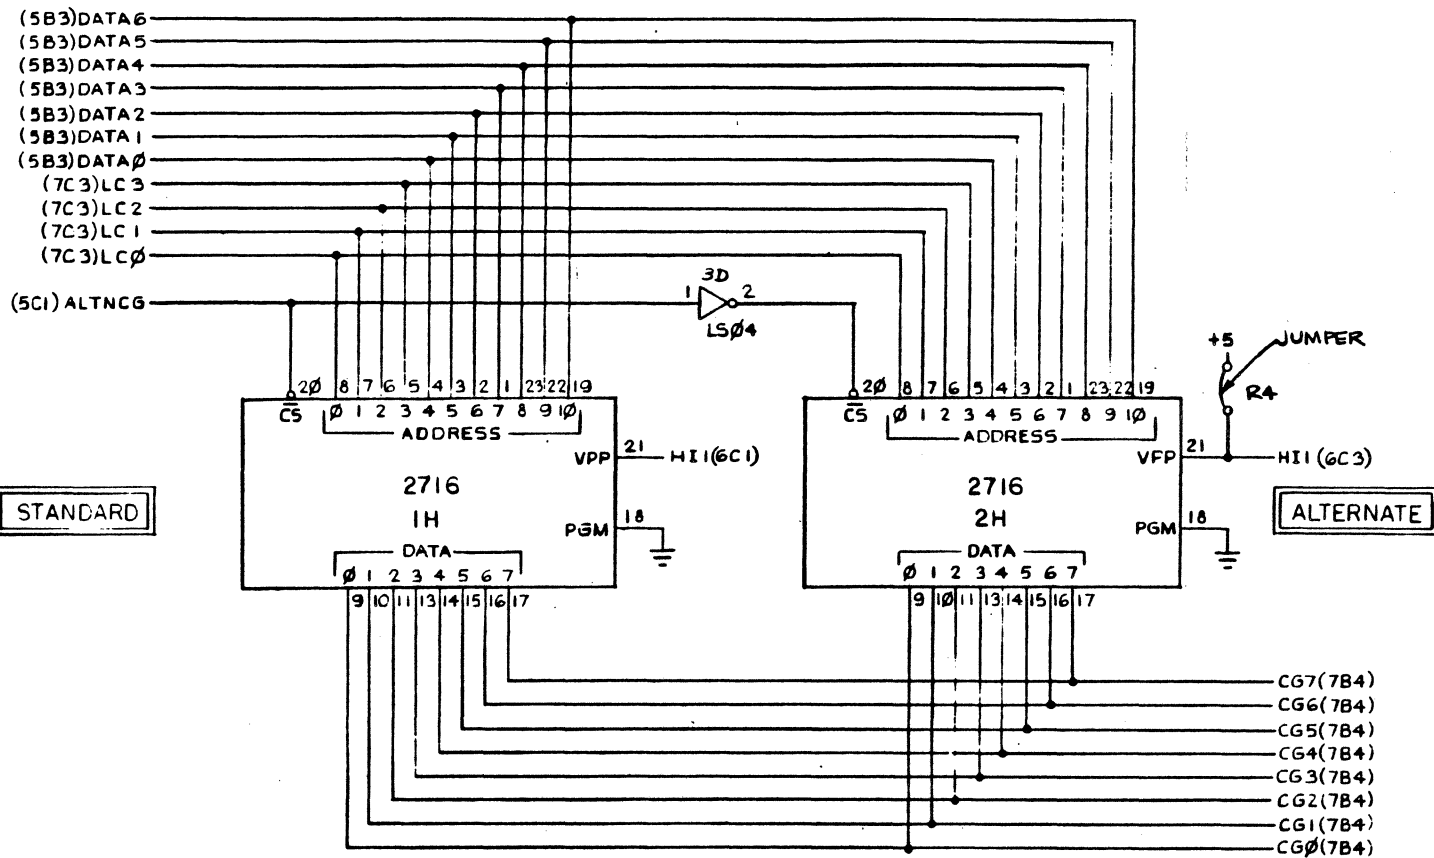 (5B3)DATA6
(5B3)DATA5
(5B3)DATA4
(5B3)DATA3
(5B3)DATA2
(5B3)DATA1
(5B3)DATAØ
(7C3)LC3
(7C3)LC2
(7C3)LC1
(7C3)LCØ
(5C1) ALTNCG
3D
1 2
LSØ4
+5
JUMPER
R4
2Ø 8 7 6 5 4 3 2 1 23 22 19
CS Ø 1 2 3 4 5 6 7 8 9 1Ø
ADDRESS
VPP 21 HI1(6C1)
2716
1H
PGM 18
DATA
Ø 1 2 3 4 5 6 7
9 10 11 13 14 15 16 17
STANDARD
2Ø 8 7 6 5 4 3 2 1 23 22 19
CS Ø 1 2 3 4 5 6 7 8 9 1Ø
ADDRESS
VFP 21 HI1(6C3)
2716
2H
PGM 18
DATA
Ø 1 2 3 4 5 6 7
9 1Ø 11 13 14 15 16 17
ALTERNATE
CG7(7B4)
CG6(7B4)
CG5(7B4)
CG4(7B4)
CG3(7B4)
CG2(7B4)
CG1(7B4)
CGØ(7B4)